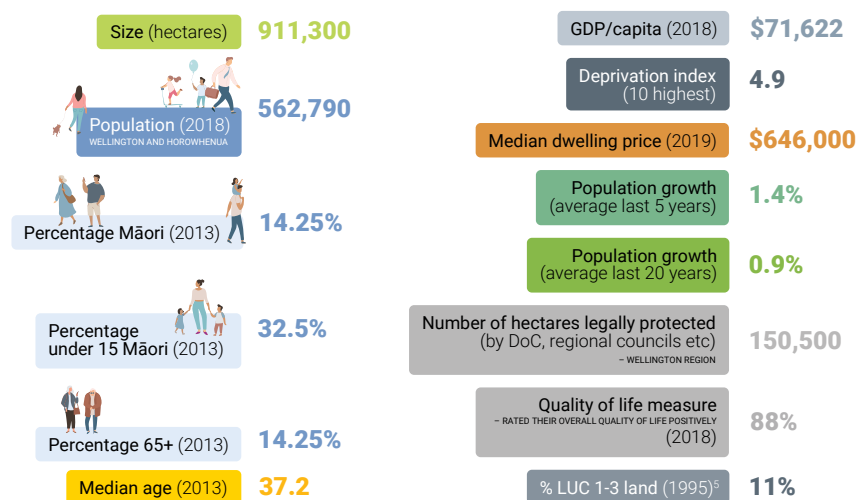 Size (hectares) 911,300
Population (2018)
WELLINGTON AND HOROWHENUA
562,790
Percentage Māori (2013) 14.25%
Percentage
under 15 Māori (2013)
32.5%
Percentage 65+ (2013) 14.25%
Median age (2013) 37.2
GDP/capita (2018) $71,622
Deprivation index
(10 highest)
4.9
Median dwelling price (2019) $646,000
Population growth
(average last 5 years)
1.4%
Population growth
(average last 20 years)
0.9%
Number of hectares legally protected
(by DoC, regional councils etc)
– WELLINGTON REGION
150,500
Quality of life measure
– RATED THEIR OVERALL QUALITY OF LIFE POSITIVELY
(2018)
88%
% LUC 1-3 land (1995)⁵ 11%